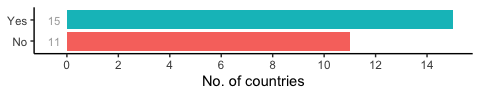 Yes 15
No 11
0 2 4 6 8 10 12 14
No. of countries